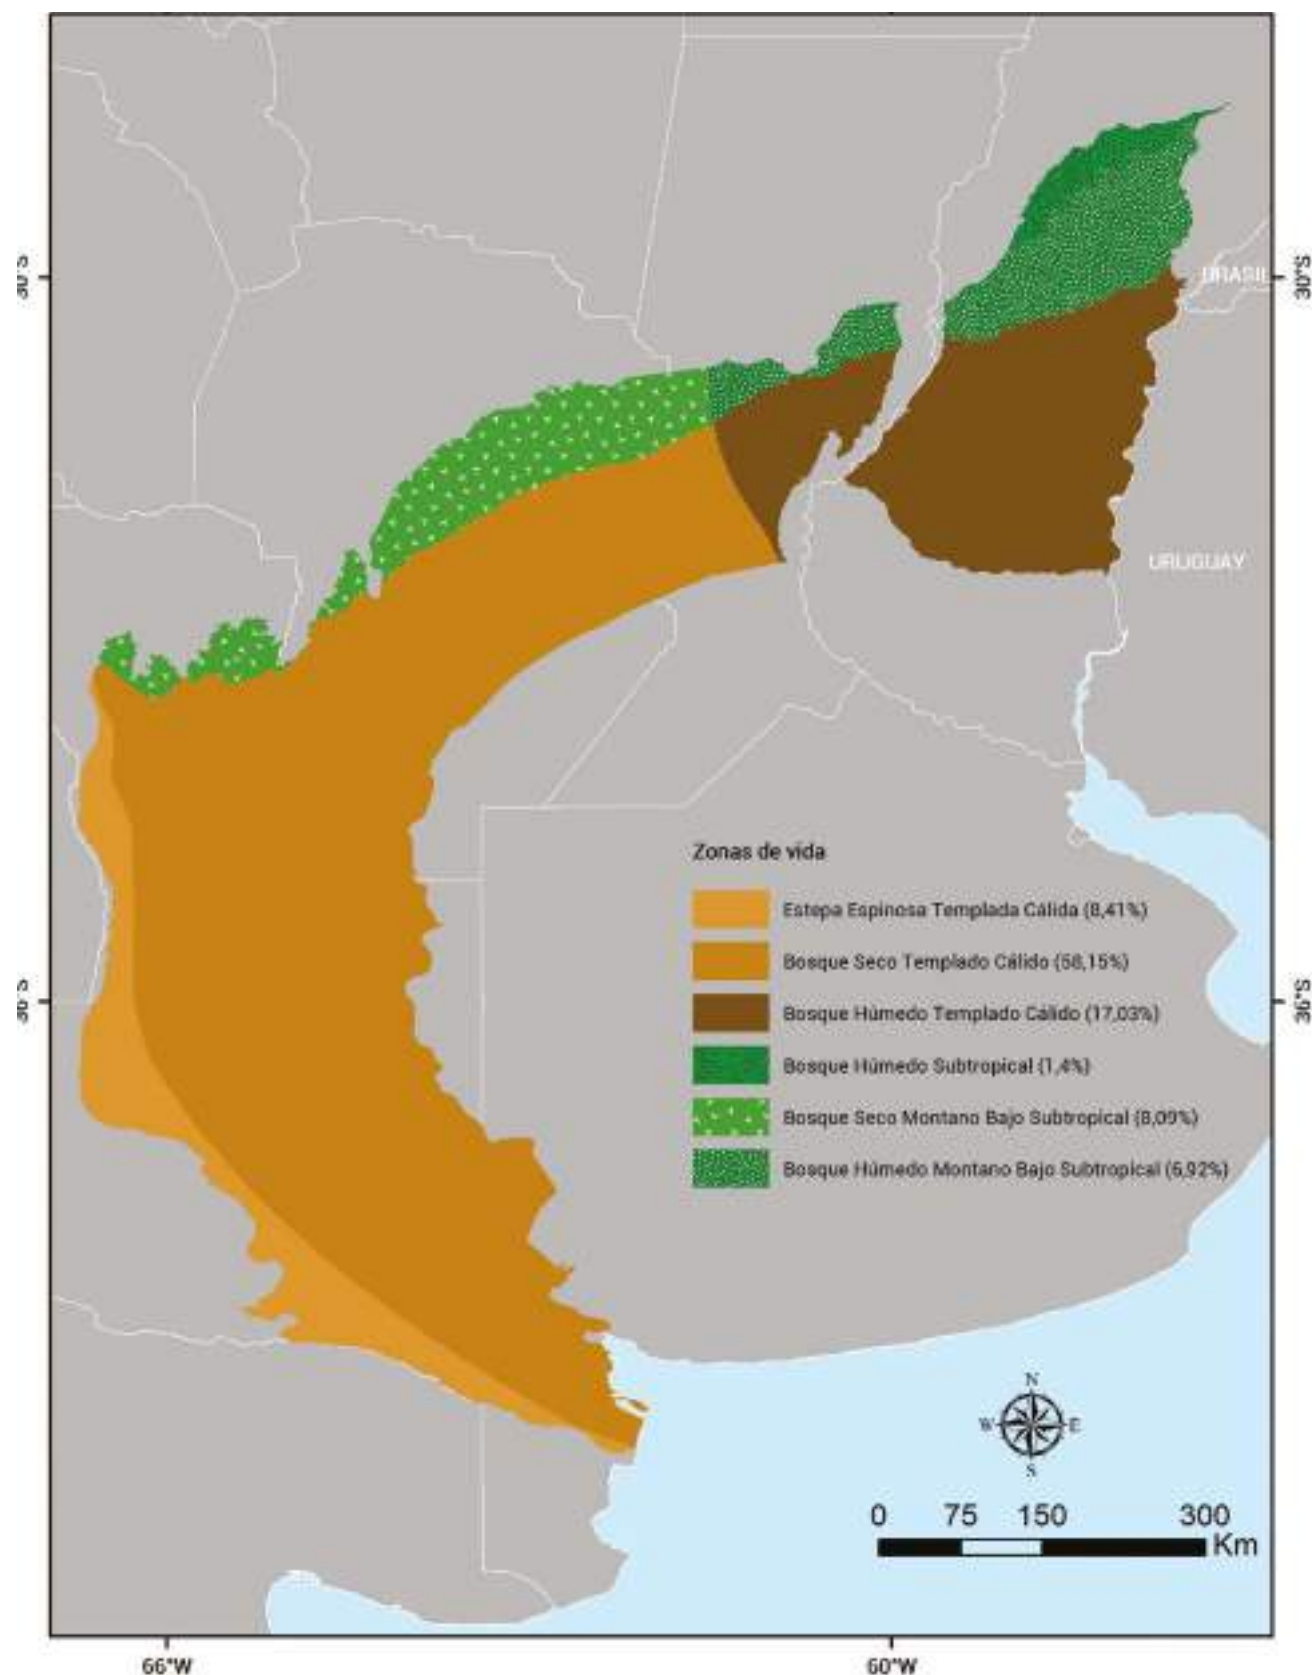 30°S
BRASIL
30°S
URUGUAY
Zonas de vida
Estepa Espinosa Templada Cálida (8,41%)
Bosque Seco Templado Cálido (58,15%)
36°S
Bosque Húmedo Templado Cálido (17,03%)
36°S
Bosque Húmedo Subtropical (1,4%)
Bosque Seco Montano Bajo Subtropical (8,09%)
Bosque Húmedo Montano Bajo Subtropical (6,92%)
N
W E
S
0 75 150 300
Km
66°W 60°W